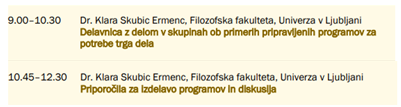 9.00–10.30 Dr. Klara Skubic Ermenc, Filozofska fakulteta, Univerza v Ljubljani
Delavnica z delom v skupinah ob primerih pripravljenih programov za
potrebe trga dela
10.45–12.30 Dr. Klara Skubic Ermenc, Filozofska fakulteta, Univerza v Ljubljani
Priporočila za izdelavo programov in diskusija